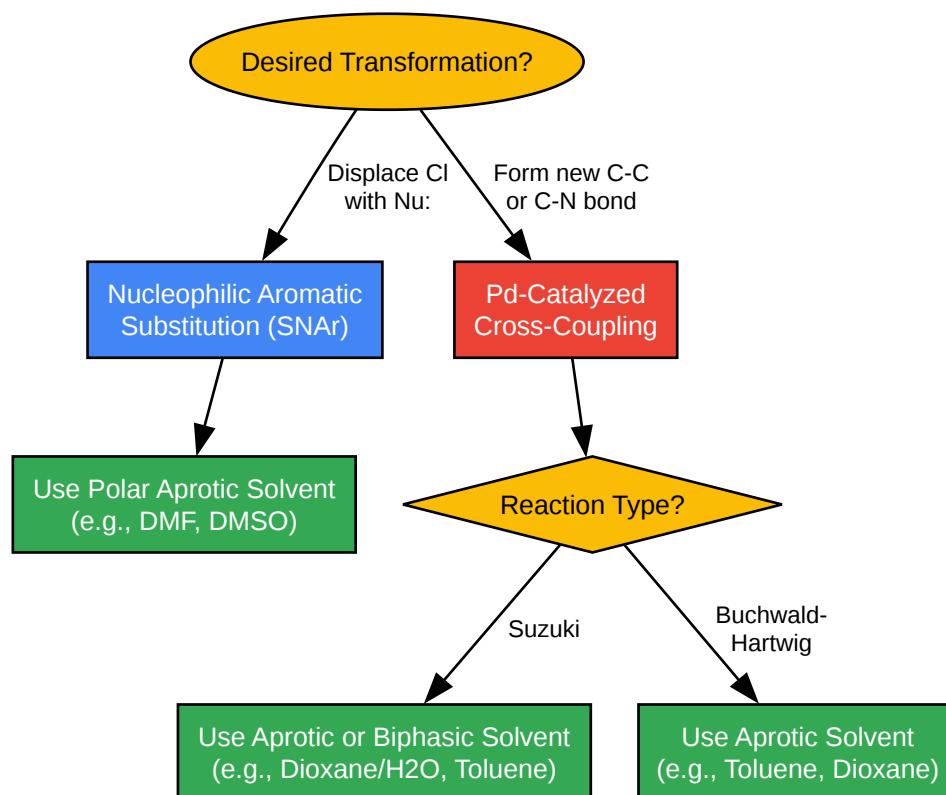 Desired Transformation?
Displace Cl
with Nu:
Form new C-C
or C-N bond
Nucleophilic Aromatic
Substitution (SNAr)
Pd-Catalyzed
Cross-Coupling
Use Polar Aprotic Solvent
(e.g., DMF, DMSO)
Reaction Type?
Suzuki
Buchwald-
Hartwig
Use Aprotic or Biphasic Solvent
(e.g., Dioxane/H2O, Toluene)
Use Aprotic Solvent
(e.g., Toluene, Dioxane)